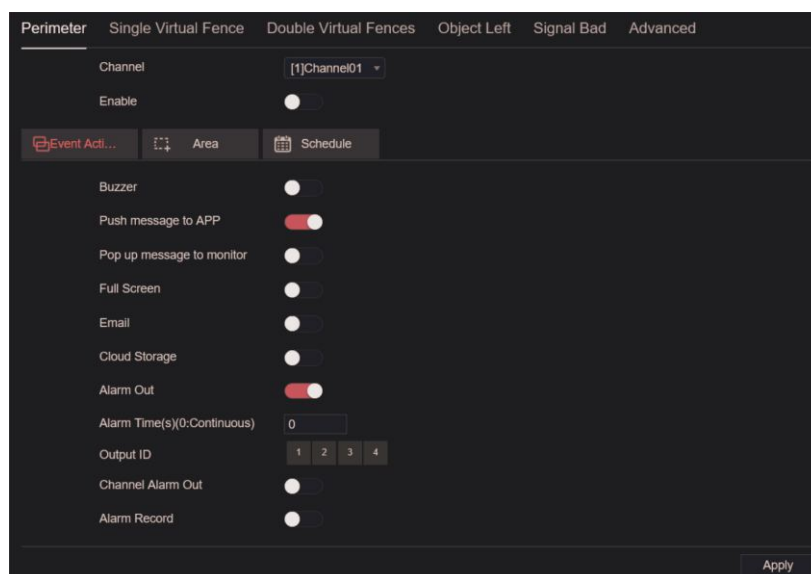 Perimeter Single Virtual Fence Double Virtual Fences Object Left Signal Bad Advanced
Channel [1]Channel01
Enable
Event Acti... Area Schedule
Buzzer
Push message to APP
Pop up message to monitor
Full Screen
Email
Cloud Storage
Alarm Out
Alarm Time(s)(0:Continuous) 0
Output ID 1 2 3 4
Channel Alarm Out
Alarm Record
Apply